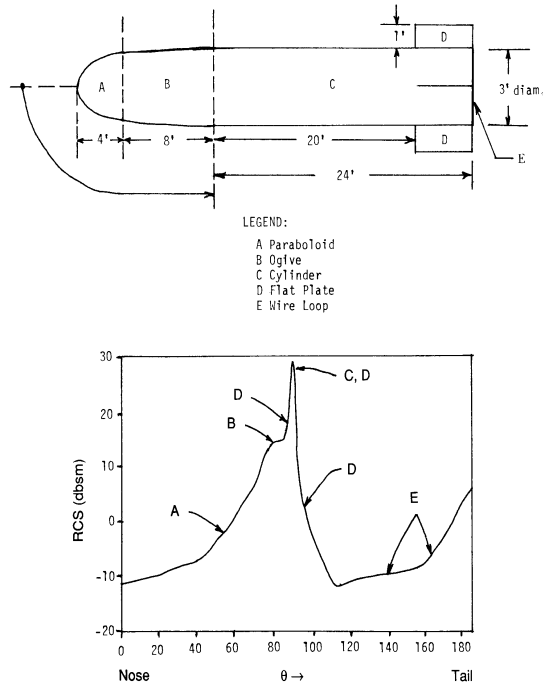 1'
D
A
B
C
3' diam.
4'
8'
20'
D
E
24'
LEGEND:
A Paraboloid
B Ogive
C Cylinder
D Flat Plate
E Wire Loop
30
C, D
D
20
B
10
D
RCS (dbsm)
A
E
0
-10
-20
0 20 40 60 80 100 120 140 160 180
Nose θ→ Tail